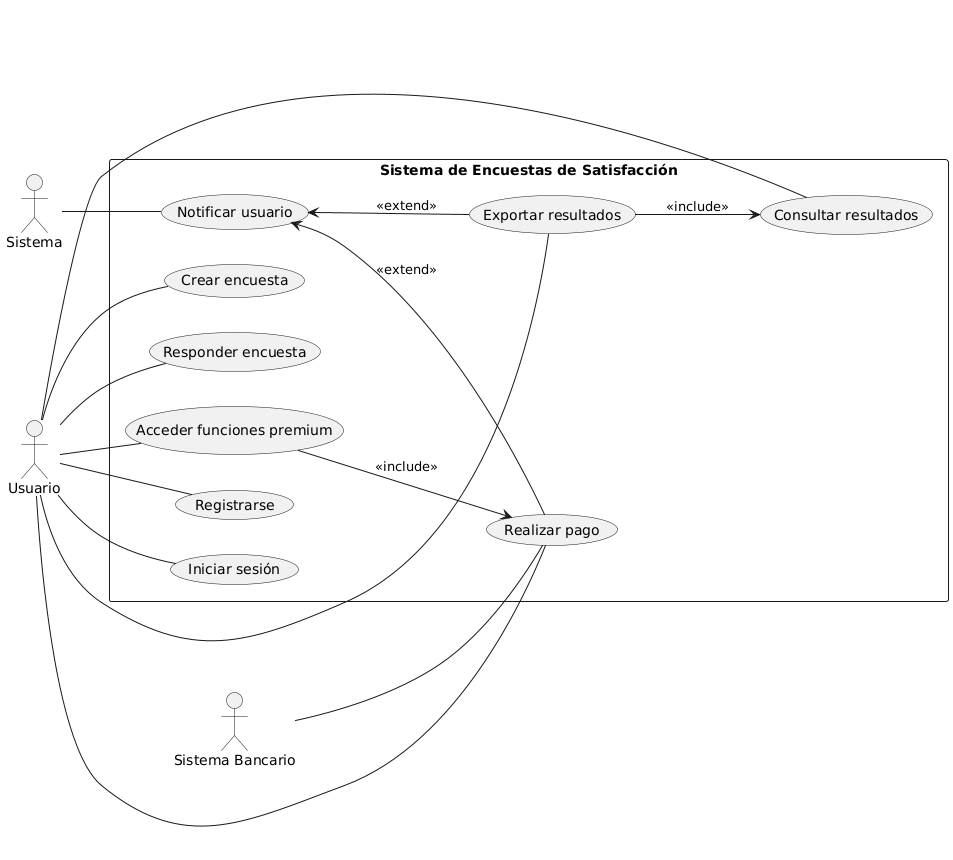 Sistema de Encuestas de Satisfacción
Sistema
Notificar usuario
«extend»
Exportar resultados
«include»
Consultar resultados
«extend»
Crear encuesta
Responder encuesta
Acceder funciones premium
«include»
Usuario
Registrarse
Realizar pago
Iniciar sesión
Sistema Bancario